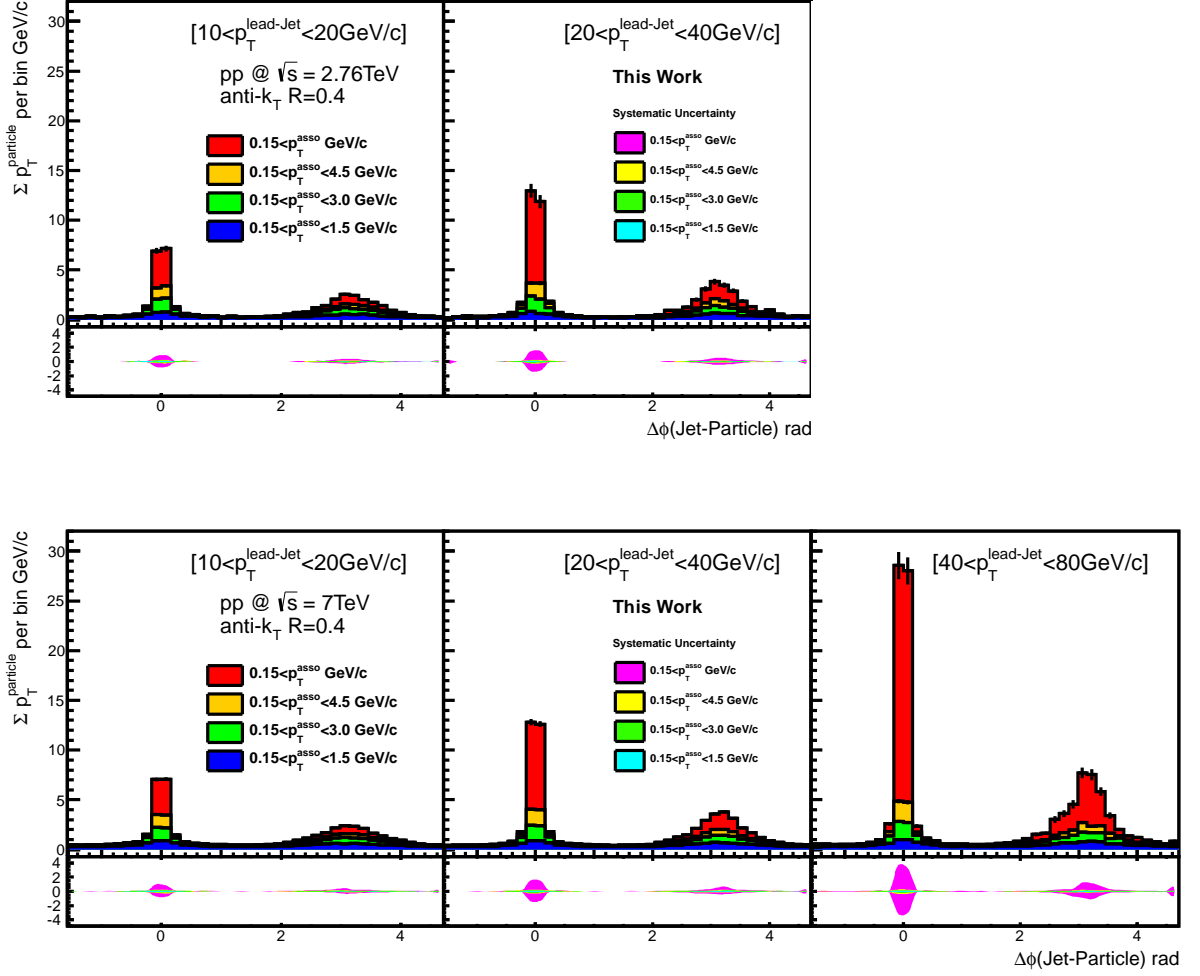 Σ p_T^particle per bin GeV/c
30
25
20
15
10
5
0
[10<p_T^lead-Jet<20GeV/c]
pp @ √s = 2.76TeV
anti-k_T R=0.4
0.15<p_T^asso GeV/c
0.15<p_T^asso<4.5 GeV/c
0.15<p_T^asso<3.0 GeV/c
0.15<p_T^asso<1.5 GeV/c
[20<p_T^lead-Jet<40GeV/c]
This Work
Systematic Uncertainty
0.15<p_T^asso GeV/c
0.15<p_T^asso<4.5 GeV/c
0.15<p_T^asso<3.0 GeV/c
0.15<p_T^asso<1.5 GeV/c
4
2
0
-2
-4
0 2 4 0 2 4
Δϕ(Jet-Particle) rad
Σ p_T^particle per bin GeV/c
30
25
20
15
10
5
0
[10<p_T^lead-Jet<20GeV/c]
pp @ √s = 7TeV
anti-k_T R=0.4
0.15<p_T^asso GeV/c
0.15<p_T^asso<4.5 GeV/c
0.15<p_T^asso<3.0 GeV/c
0.15<p_T^asso<1.5 GeV/c
[20<p_T^lead-Jet<40GeV/c]
This Work
Systematic Uncertainty
0.15<p_T^asso GeV/c
0.15<p_T^asso<4.5 GeV/c
0.15<p_T^asso<3.0 GeV/c
0.15<p_T^asso<1.5 GeV/c
[40<p_T^lead-Jet<80GeV/c]
4
2
0
-2
-4
0 2 4 0 2 4 0 2 4
Δϕ(Jet-Particle) rad